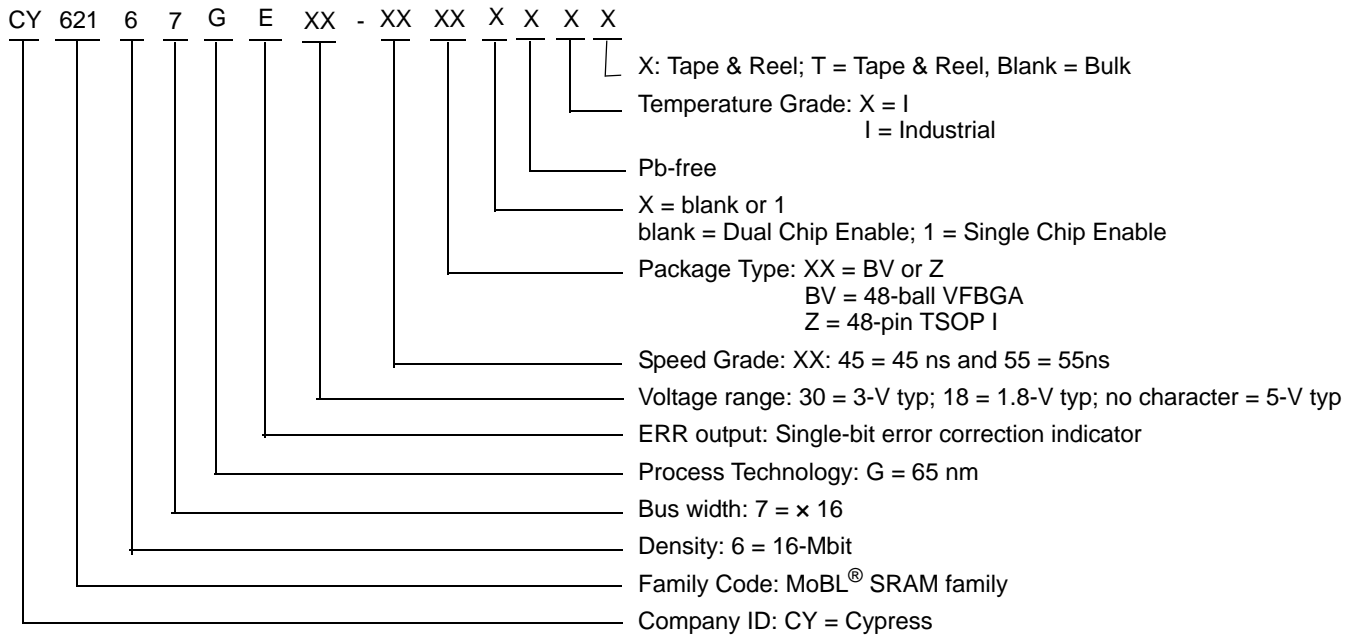 CY 621 6 7 G E XX - XX XX X X X X
X: Tape & Reel; T = Tape & Reel, Blank = Bulk
Temperature Grade: X = I
I = Industrial
Pb-free
X = blank or 1
blank = Dual Chip Enable; 1 = Single Chip Enable
Package Type: XX = BV or Z
BV = 48-ball VFBGA
Z = 48-pin TSOP I
Speed Grade: XX: 45 = 45 ns and 55 = 55ns
Voltage range: 30 = 3-V typ; 18 = 1.8-V typ; no character = 5-V typ
ERR output: Single-bit error correction indicator
Process Technology: G = 65 nm
Bus width: 7 = × 16
Density: 6 = 16-Mbit
Family Code: MoBL® SRAM family
Company ID: CY = Cypress